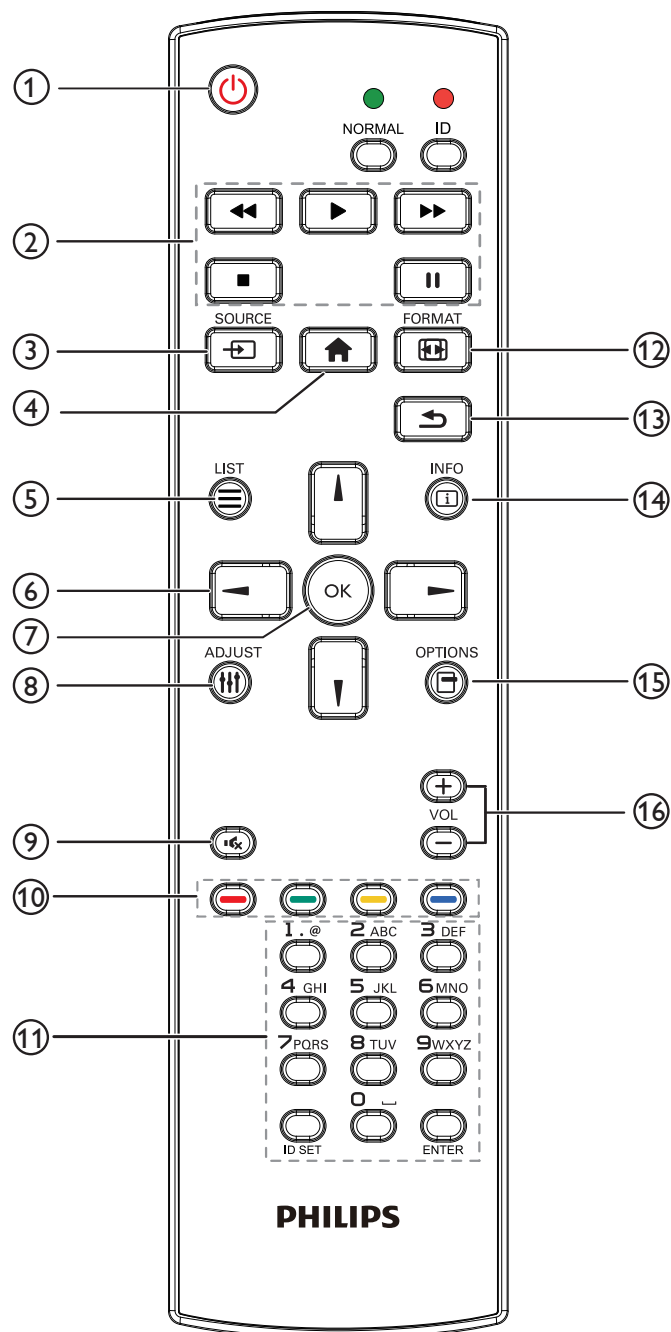 1
NORMAL ID
2
SOURCE FORMAT
3 12
4
13
LIST INFO
5 i 14
6 OK
7
ADJUST OPTIONS
8 15
+
VOL 16
9 −
10
1 . @ 2 ABC 3 DEF
4 GHI 5 JKL 6 MNO
11
7 PQRS 8 TUV 9 WXYZ
0 ⎵
ID SET ENTER
PHILIPS